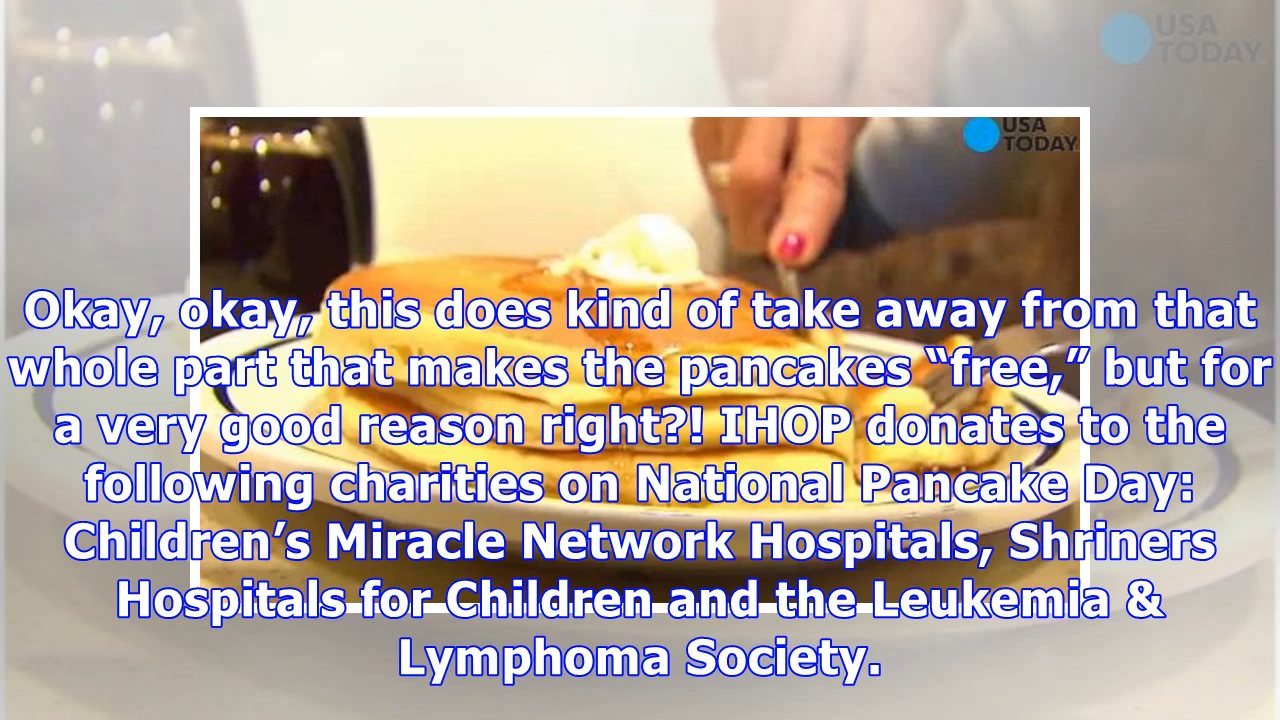 USA
TODAY
USA
TODAY
Okay, okay, this does kind of take away from that
whole part that makes the pancakes “free,” but for
a very good reason right?! IHOP donates to the
following charities on National Pancake Day:
Children’s Miracle Network Hospitals, Shriners
Hospitals for Children and the Leukemia &
Lymphoma Society.